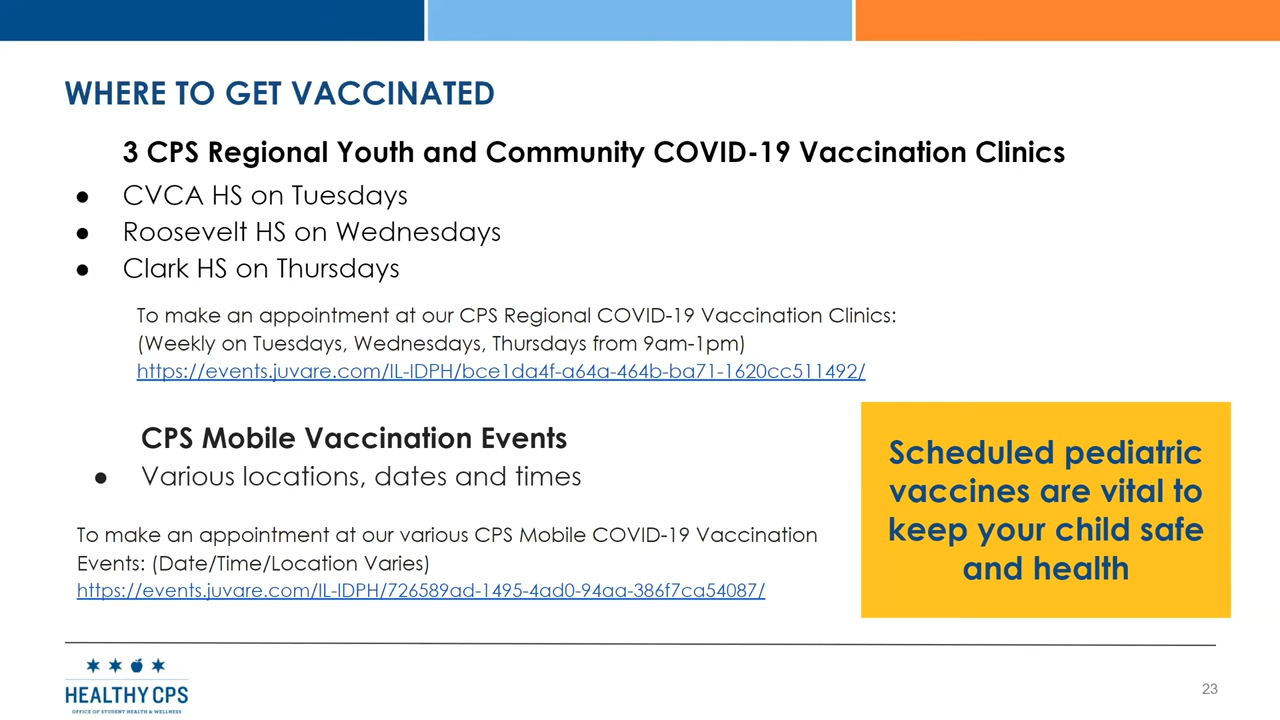 WHERE TO GET VACCINATED
3 CPS Regional Youth and Community COVID-19 Vaccination Clinics
● CVCA HS on Tuesdays
● Roosevelt HS on Wednesdays
● Clark HS on Thursdays
To make an appointment at our CPS Regional COVID-19 Vaccination Clinics:
(Weekly on Tuesdays, Wednesdays, Thursdays from 9am-1pm)
https://events.juvare.com/IL-IDPH/bce1da4f-a64a-464b-ba71-1620cc511492/
CPS Mobile Vaccination Events
● Various locations, dates and times
To make an appointment at our various CPS Mobile COVID-19 Vaccination
Events: (Date/Time/Location Varies)
https://events.juvare.com/IL-IDPH/726589ad-1495-4ad0-94aa-386f7ca54087/
Scheduled pediatric
vaccines are vital to
keep your child safe
and health
HEALTHY CPS
OFFICE OF STUDENT HEALTH & WELLNESS
23